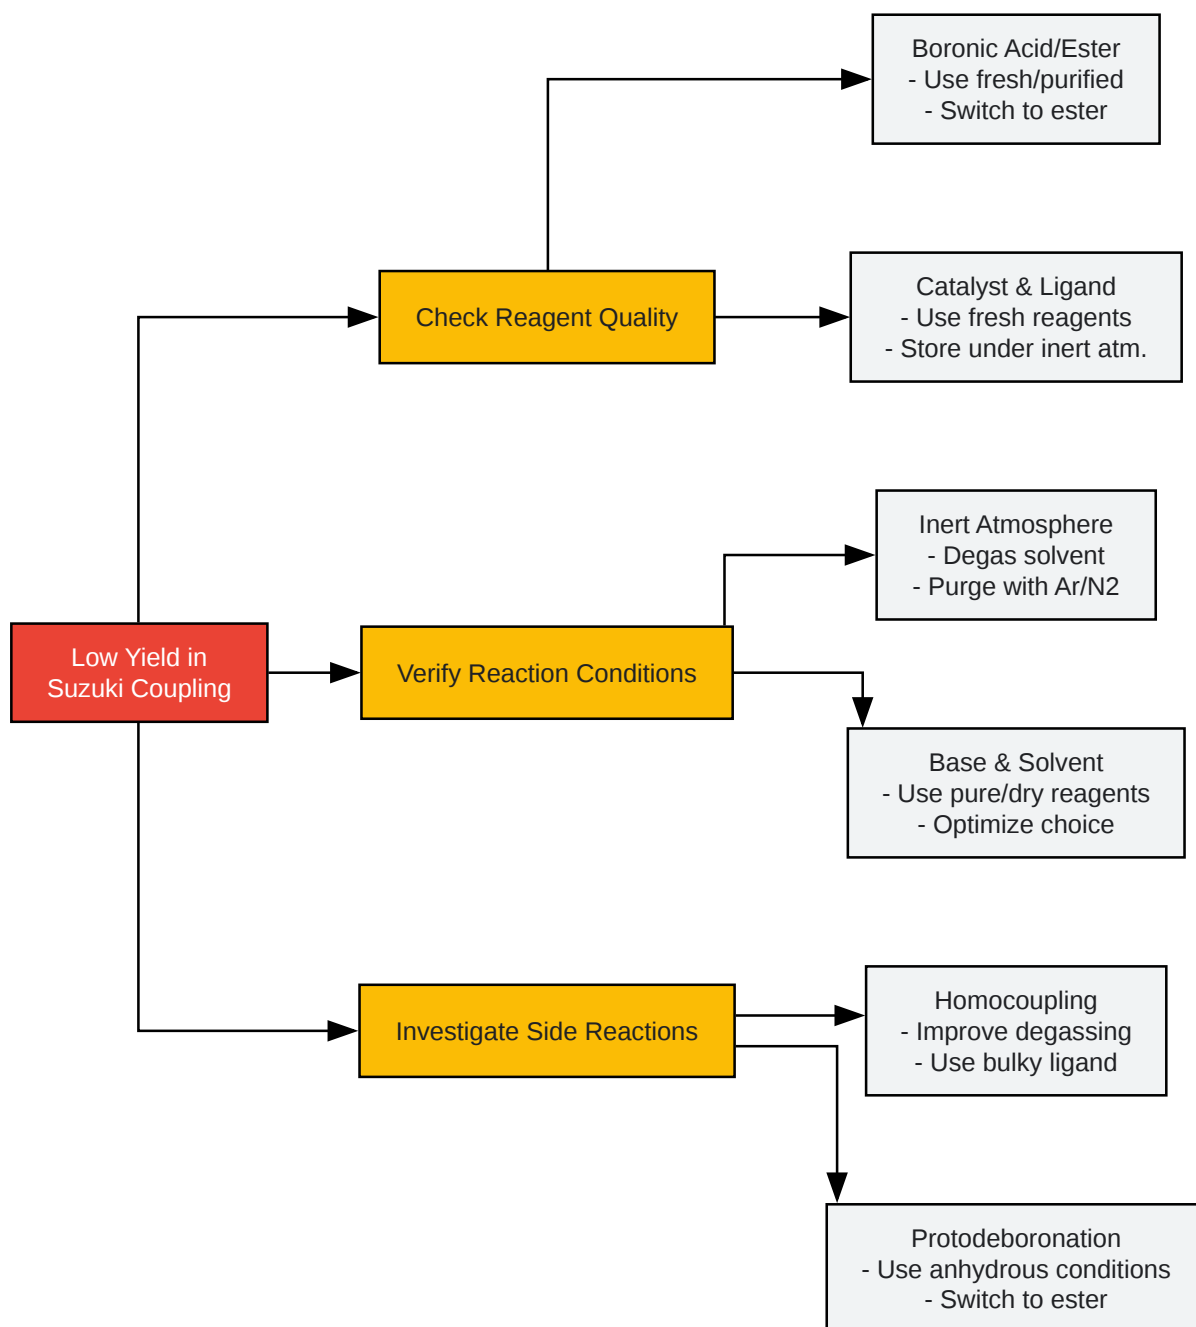 Low Yield in
Suzuki Coupling
Check Reagent Quality
Boronic Acid/Ester
- Use fresh/purified
- Switch to ester
Catalyst & Ligand
- Use fresh reagents
- Store under inert atm.
Verify Reaction Conditions
Inert Atmosphere
- Degas solvent
- Purge with Ar/N2
Base & Solvent
- Use pure/dry reagents
- Optimize choice
Investigate Side Reactions
Homocoupling
- Improve degassing
- Use bulky ligand
Protodeboronation
- Use anhydrous conditions
- Switch to ester